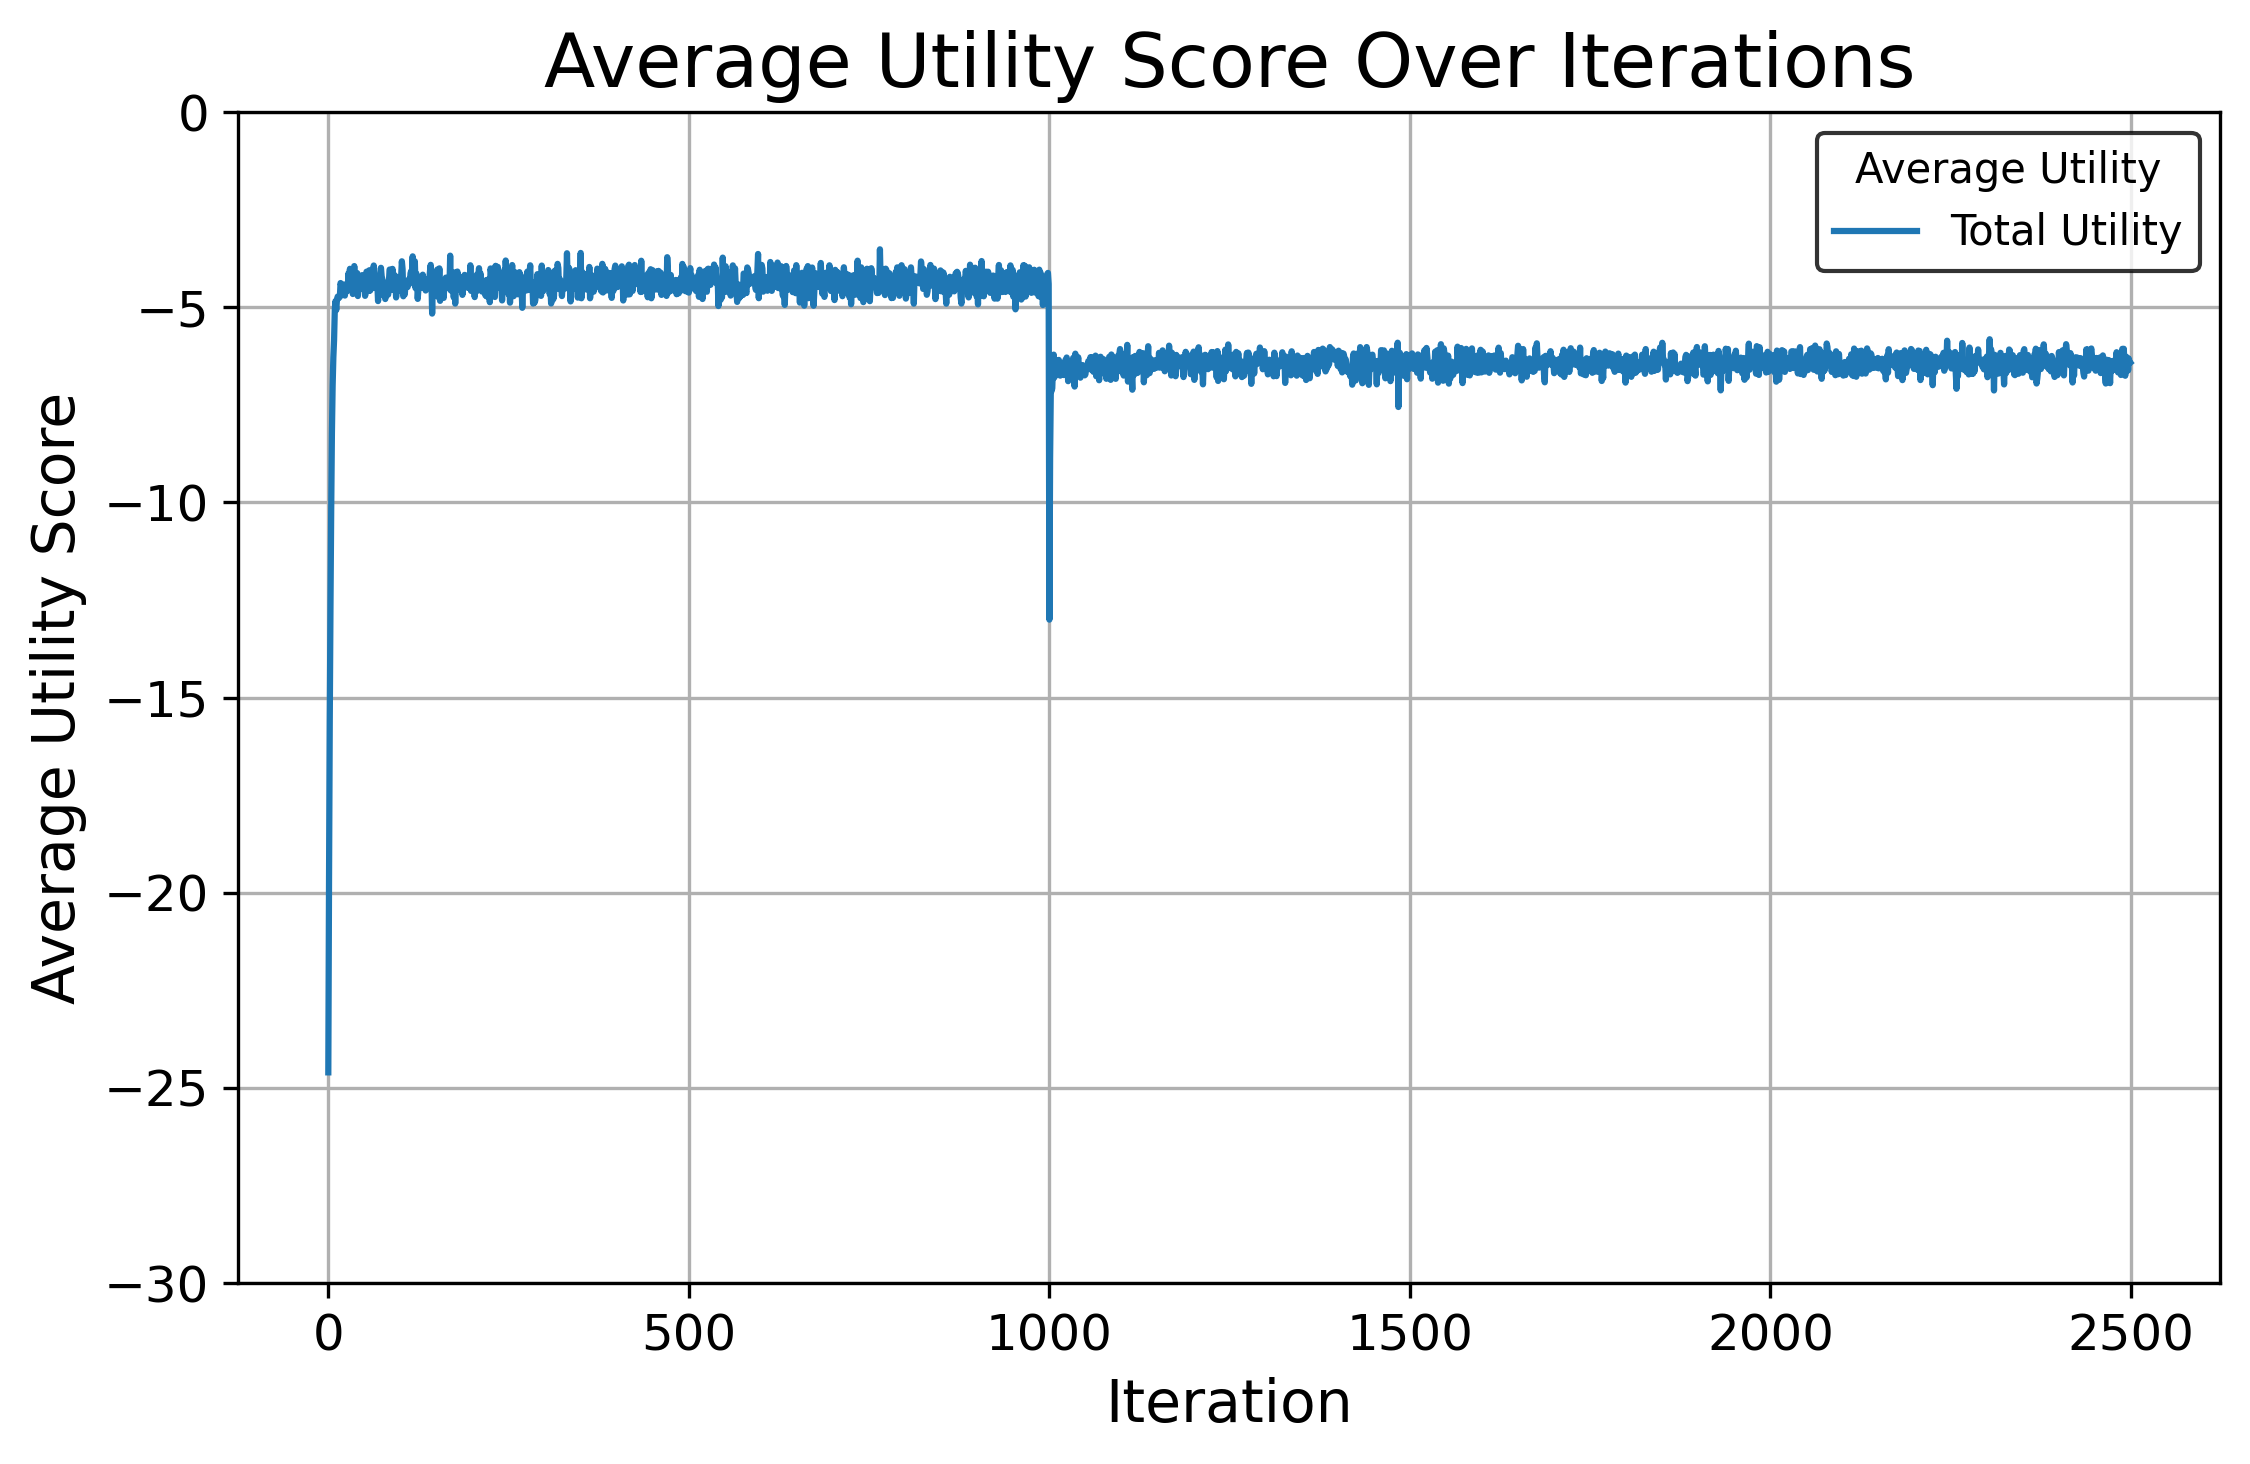 Average Utility Score Over Iterations
Average Utility
Total Utility
Average Utility Score
0
−5
−10
−15
−20
−25
−30
0 500 1000 1500 2000 2500
Iteration